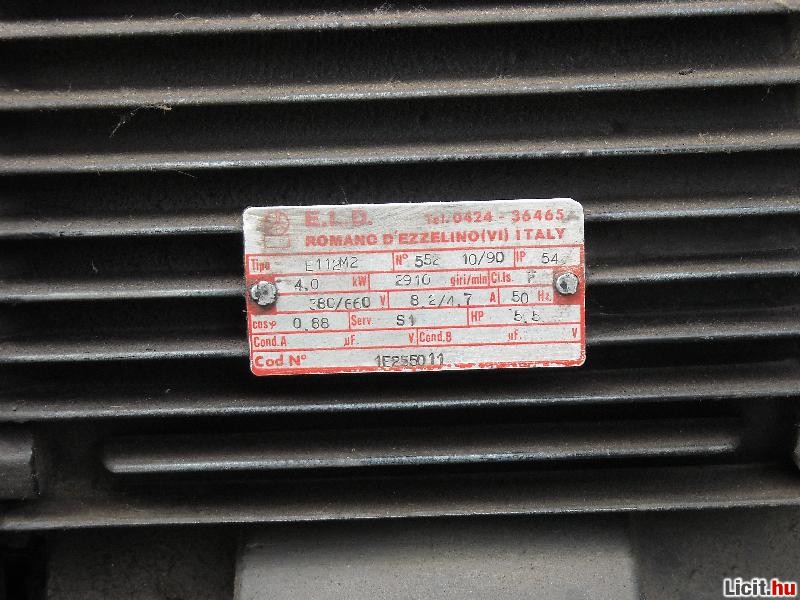 E.L.D. Tel. 0424 - 36465
ROMANO D'EZZELINO (VI) ITALY
Tipo E112M2 N° 552 10/90 IP 54
4.0 kW 2910 giri/min Cl.Is. F
380/660 V 8.2/4.7 A 50 Hz
cosφ 0.88 Serv. S1 HP 5.5
Cond.A µF. V Cond.B µF. V
Cod N° 1E255011
Licit.hu